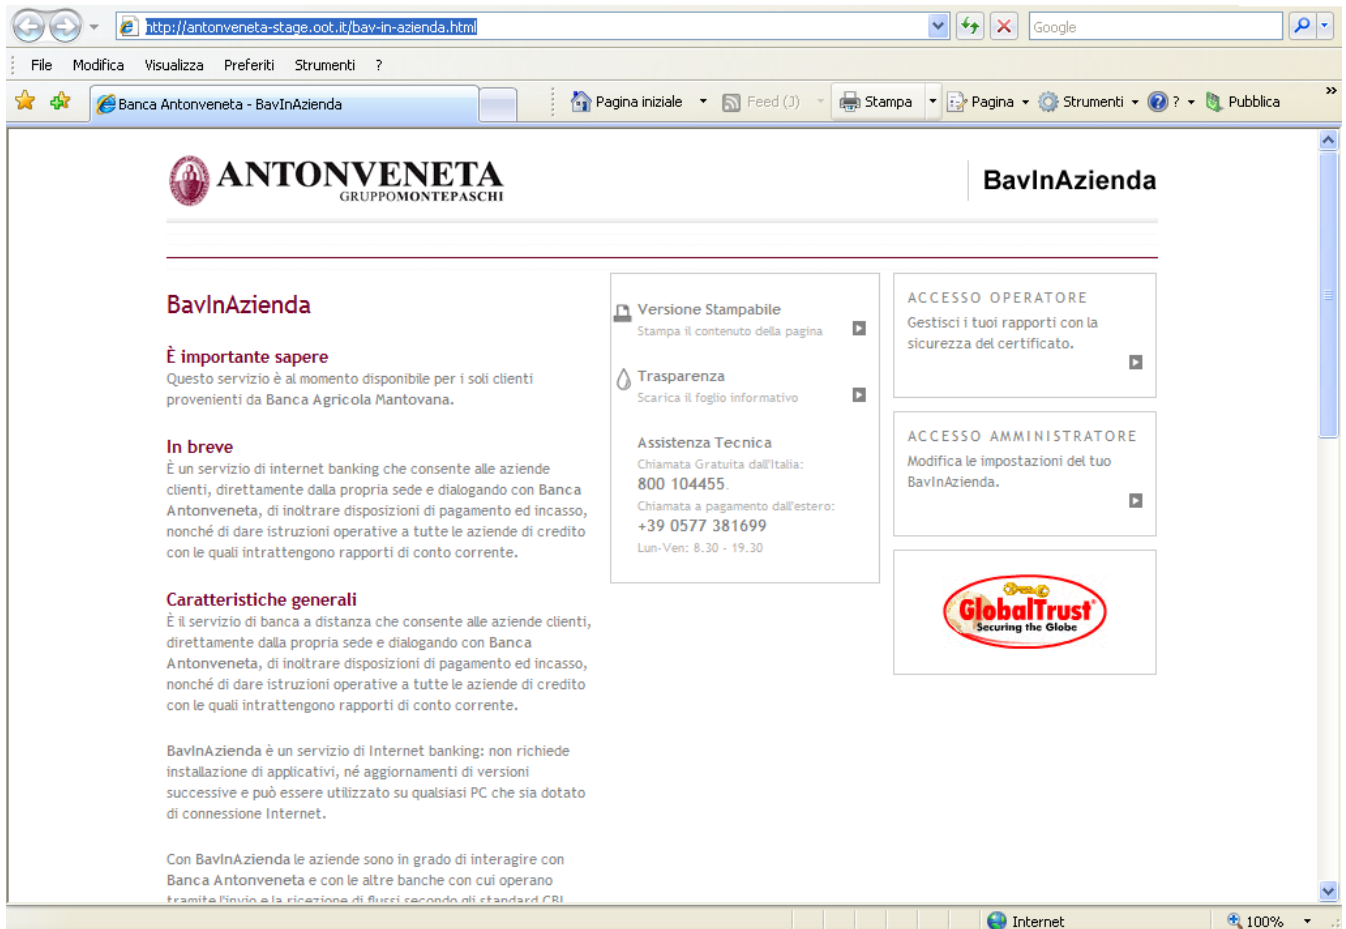 http://antonveneta-stage.oot.it/bav-in-azienda.html
Google
File Modifica Visualizza Preferiti Strumenti ?
Banca Antonveneta - BavInAzienda
Pagina iniziale Feed (J) Stampa Pagina Strumenti ? Pubblica »
ANTONVENETA
GRUPPOMONTEPASCHI
BavInAzienda
BavInAzienda
È importante sapere
Questo servizio è al momento disponibile per i soli clienti
provenienti da Banca Agricola Mantovana.
In breve
È un servizio di internet banking che consente alle aziende
clienti, direttamente dalla propria sede e dialogando con Banca
Antonveneta, di inoltrare disposizioni di pagamento ed incasso,
nonché di dare istruzioni operative a tutte le aziende di credito
con le quali intrattengono rapporti di conto corrente.
Caratteristiche generali
È il servizio di banca a distanza che consente alle aziende clienti,
direttamente dalla propria sede e dialogando con Banca
Antonveneta, di inoltrare disposizioni di pagamento ed incasso,
nonché di dare istruzioni operative a tutte le aziende di credito
con le quali intrattengono rapporti di conto corrente.
BavInAzienda è un servizio di Internet banking: non richiede
installazione di applicativi, né aggiornamenti di versioni
successive e può essere utilizzato su qualsiasi PC che sia dotato
di connessione Internet.
Con BavInAzienda le aziende sono in grado di interagire con
Banca Antonveneta e con le altre banche con cui operano
tramite l'invio e la ricezione di flussi secondo gli standard CBI
Versione Stampabile
Stampa il contenuto della pagina
Trasparenza
Scarica il foglio informativo
Assistenza Tecnica
Chiamata Gratuita dall'Italia:
800 104455.
Chiamata a pagamento dall'estero:
+39 0577 381699
Lun-Ven: 8.30 - 19.30
ACCESSO OPERATORE
Gestisci i tuoi rapporti con la
sicurezza del certificato.
ACCESSO AMMINISTRATORE
Modifica le impostazioni del tuo
BavInAzienda.
GlobalTrust
Securing the Globe
Internet 100%